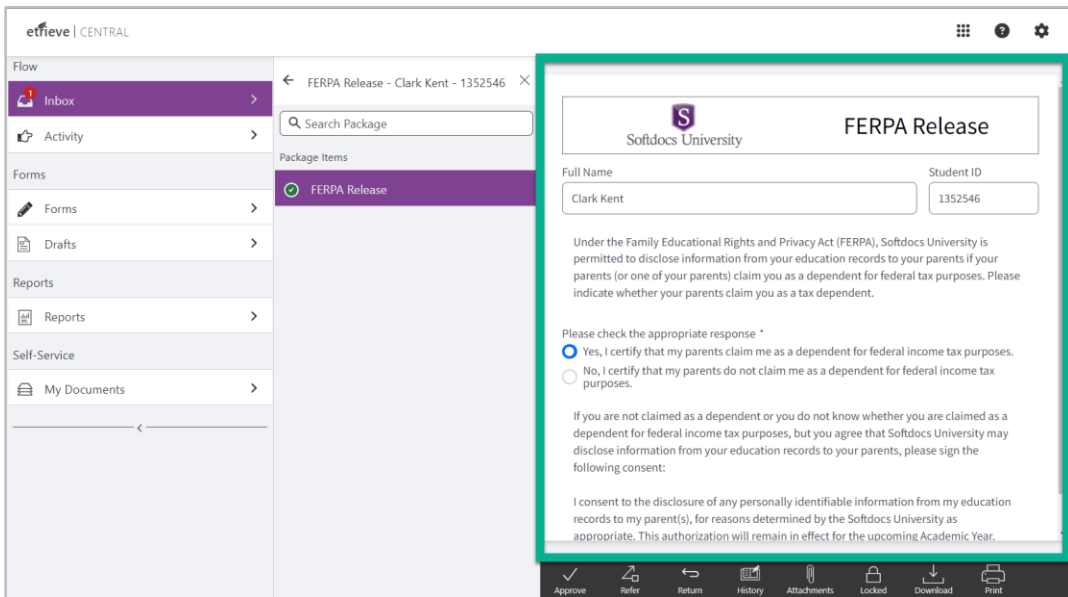 etrieve | CENTRAL
Flow
1
Inbox
Activity
Forms
Forms
Drafts
Reports
Reports
Self-Service
My Documents
FERPA Release - Clark Kent - 1352546
Search Package
Package Items
FERPA Release
S
Softdocs University
FERPA Release
Full Name
Student ID
Clark Kent
1352546
Under the Family Educational Rights and Privacy Act (FERPA), Softdocs University is
permitted to disclose information from your education records to your parents if your
parents (or one of your parents) claim you as a dependent for federal tax purposes. Please
indicate whether your parents claim you as a tax dependent.
Please check the appropriate response *
Yes, I certify that my parents claim me as a dependent for federal income tax purposes.
No, I certify that my parents do not claim me as a dependent for federal income tax
purposes.
If you are not claimed as a dependent or you do not know whether you are claimed as a
dependent for federal income tax purposes, but you agree that Softdocs University may
disclose information from your education records to your parents, please sign the
following consent:
I consent to the disclosure of any personally identifiable information from my education
records to my parent(s), for reasons determined by the Softdocs University as
appropriate. This authorization will remain in effect for the upcoming Academic Year.
Approve
Refer
Return
History
Attachments
Locked
Download
Print